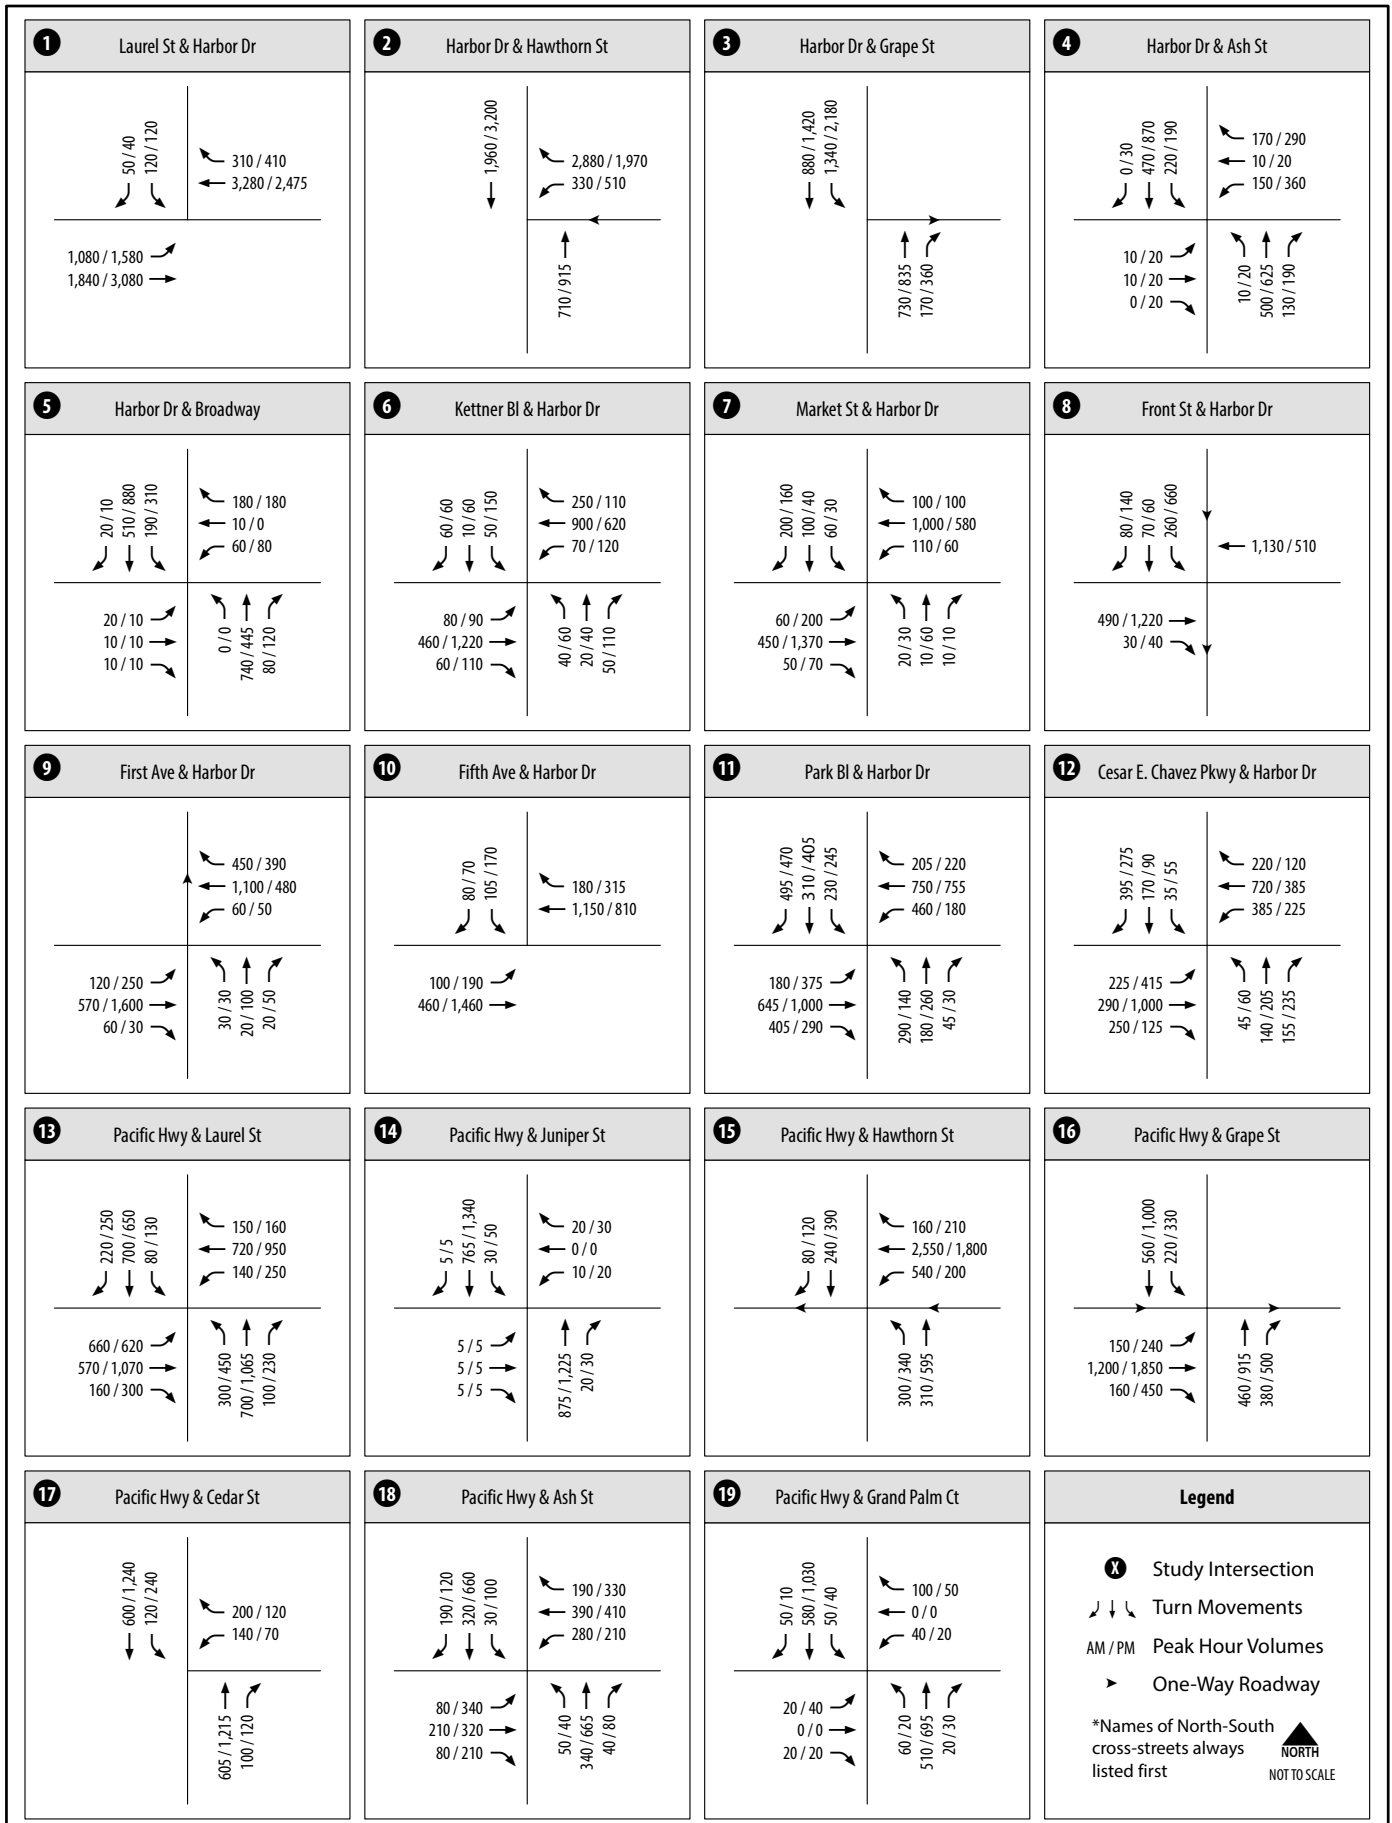 1 Laurel St & Harbor Dr
50 / 40
120 / 120
310 / 410
3,280 / 2,475
1,080 / 1,580
1,840 / 3,080
2 Harbor Dr & Hawthorn St
1,960 / 3,200
2,880 / 1,970
330 / 510
710 / 915
3 Harbor Dr & Grape St
880 / 1,420
1,340 / 2,180
730 / 835
170 / 360
4 Harbor Dr & Ash St
0 / 30
470 / 870
220 / 190
170 / 290
10 / 20
150 / 360
10 / 20
10 / 20
0 / 20
10 / 20
500 / 625
130 / 190
5 Harbor Dr & Broadway
20 / 10
510 / 880
190 / 310
180 / 180
10 / 0
60 / 80
20 / 10
10 / 10
10 / 10
0 / 0
740 / 445
80 / 120
6 Kettner Bl & Harbor Dr
60 / 60
10 / 60
50 / 150
250 / 110
900 / 620
70 / 120
80 / 90
460 / 1,220
60 / 110
40 / 60
20 / 40
50 / 110
7 Market St & Harbor Dr
200 / 160
100 / 40
60 / 30
100 / 100
1,000 / 580
110 / 60
60 / 200
450 / 1,370
50 / 70
20 / 30
10 / 60
10 / 10
8 Front St & Harbor Dr
80 / 140
70 / 60
260 / 660
1,130 / 510
490 / 1,220
30 / 40
9 First Ave & Harbor Dr
450 / 390
1,100 / 480
60 / 50
120 / 250
570 / 1,600
60 / 30
30 / 30
20 / 100
20 / 50
10 Fifth Ave & Harbor Dr
80 / 70
105 / 170
180 / 315
1,150 / 810
100 / 190
460 / 1,460
11 Park Bl & Harbor Dr
495 / 470
310 / 405
230 / 245
205 / 220
750 / 755
460 / 180
180 / 375
645 / 1,000
405 / 290
290 / 140
180 / 260
45 / 30
12 Cesar E. Chavez Pkwy & Harbor Dr
395 / 275
170 / 90
35 / 55
220 / 120
720 / 385
385 / 225
225 / 415
290 / 1,000
250 / 125
45 / 60
140 / 205
155 / 235
13 Pacific Hwy & Laurel St
220 / 250
700 / 650
80 / 130
150 / 160
720 / 950
140 / 250
660 / 620
570 / 1,070
160 / 300
300 / 450
700 / 1,065
100 / 230
14 Pacific Hwy & Juniper St
5 / 5
765 / 1,340
30 / 50
20 / 30
0 / 0
10 / 20
5 / 5
5 / 5
5 / 5
875 / 1,225
20 / 30
15 Pacific Hwy & Hawthorn St
80 / 120
240 / 390
160 / 210
2,550 / 1,800
540 / 200
300 / 340
310 / 595
16 Pacific Hwy & Grape St
560 / 1,000
220 / 330
150 / 240
1,200 / 1,850
160 / 450
460 / 915
380 / 500
17 Pacific Hwy & Cedar St
600 / 1,240
120 / 240
200 / 120
140 / 70
605 / 1,215
100 / 120
18 Pacific Hwy & Ash St
190 / 120
320 / 660
30 / 100
190 / 330
390 / 410
280 / 210
80 / 340
210 / 320
80 / 210
50 / 40
340 / 665
40 / 80
19 Pacific Hwy & Grand Palm Ct
50 / 10
580 / 1,030
50 / 40
100 / 50
0 / 0
40 / 20
20 / 40
0 / 0
20 / 20
60 / 20
510 / 695
20 / 30
Legend
X Study Intersection
Turn Movements
AM / PM Peak Hour Volumes
One-Way Roadway
*Names of North-South
cross-streets always
listed first
NORTH
NOT TO SCALE